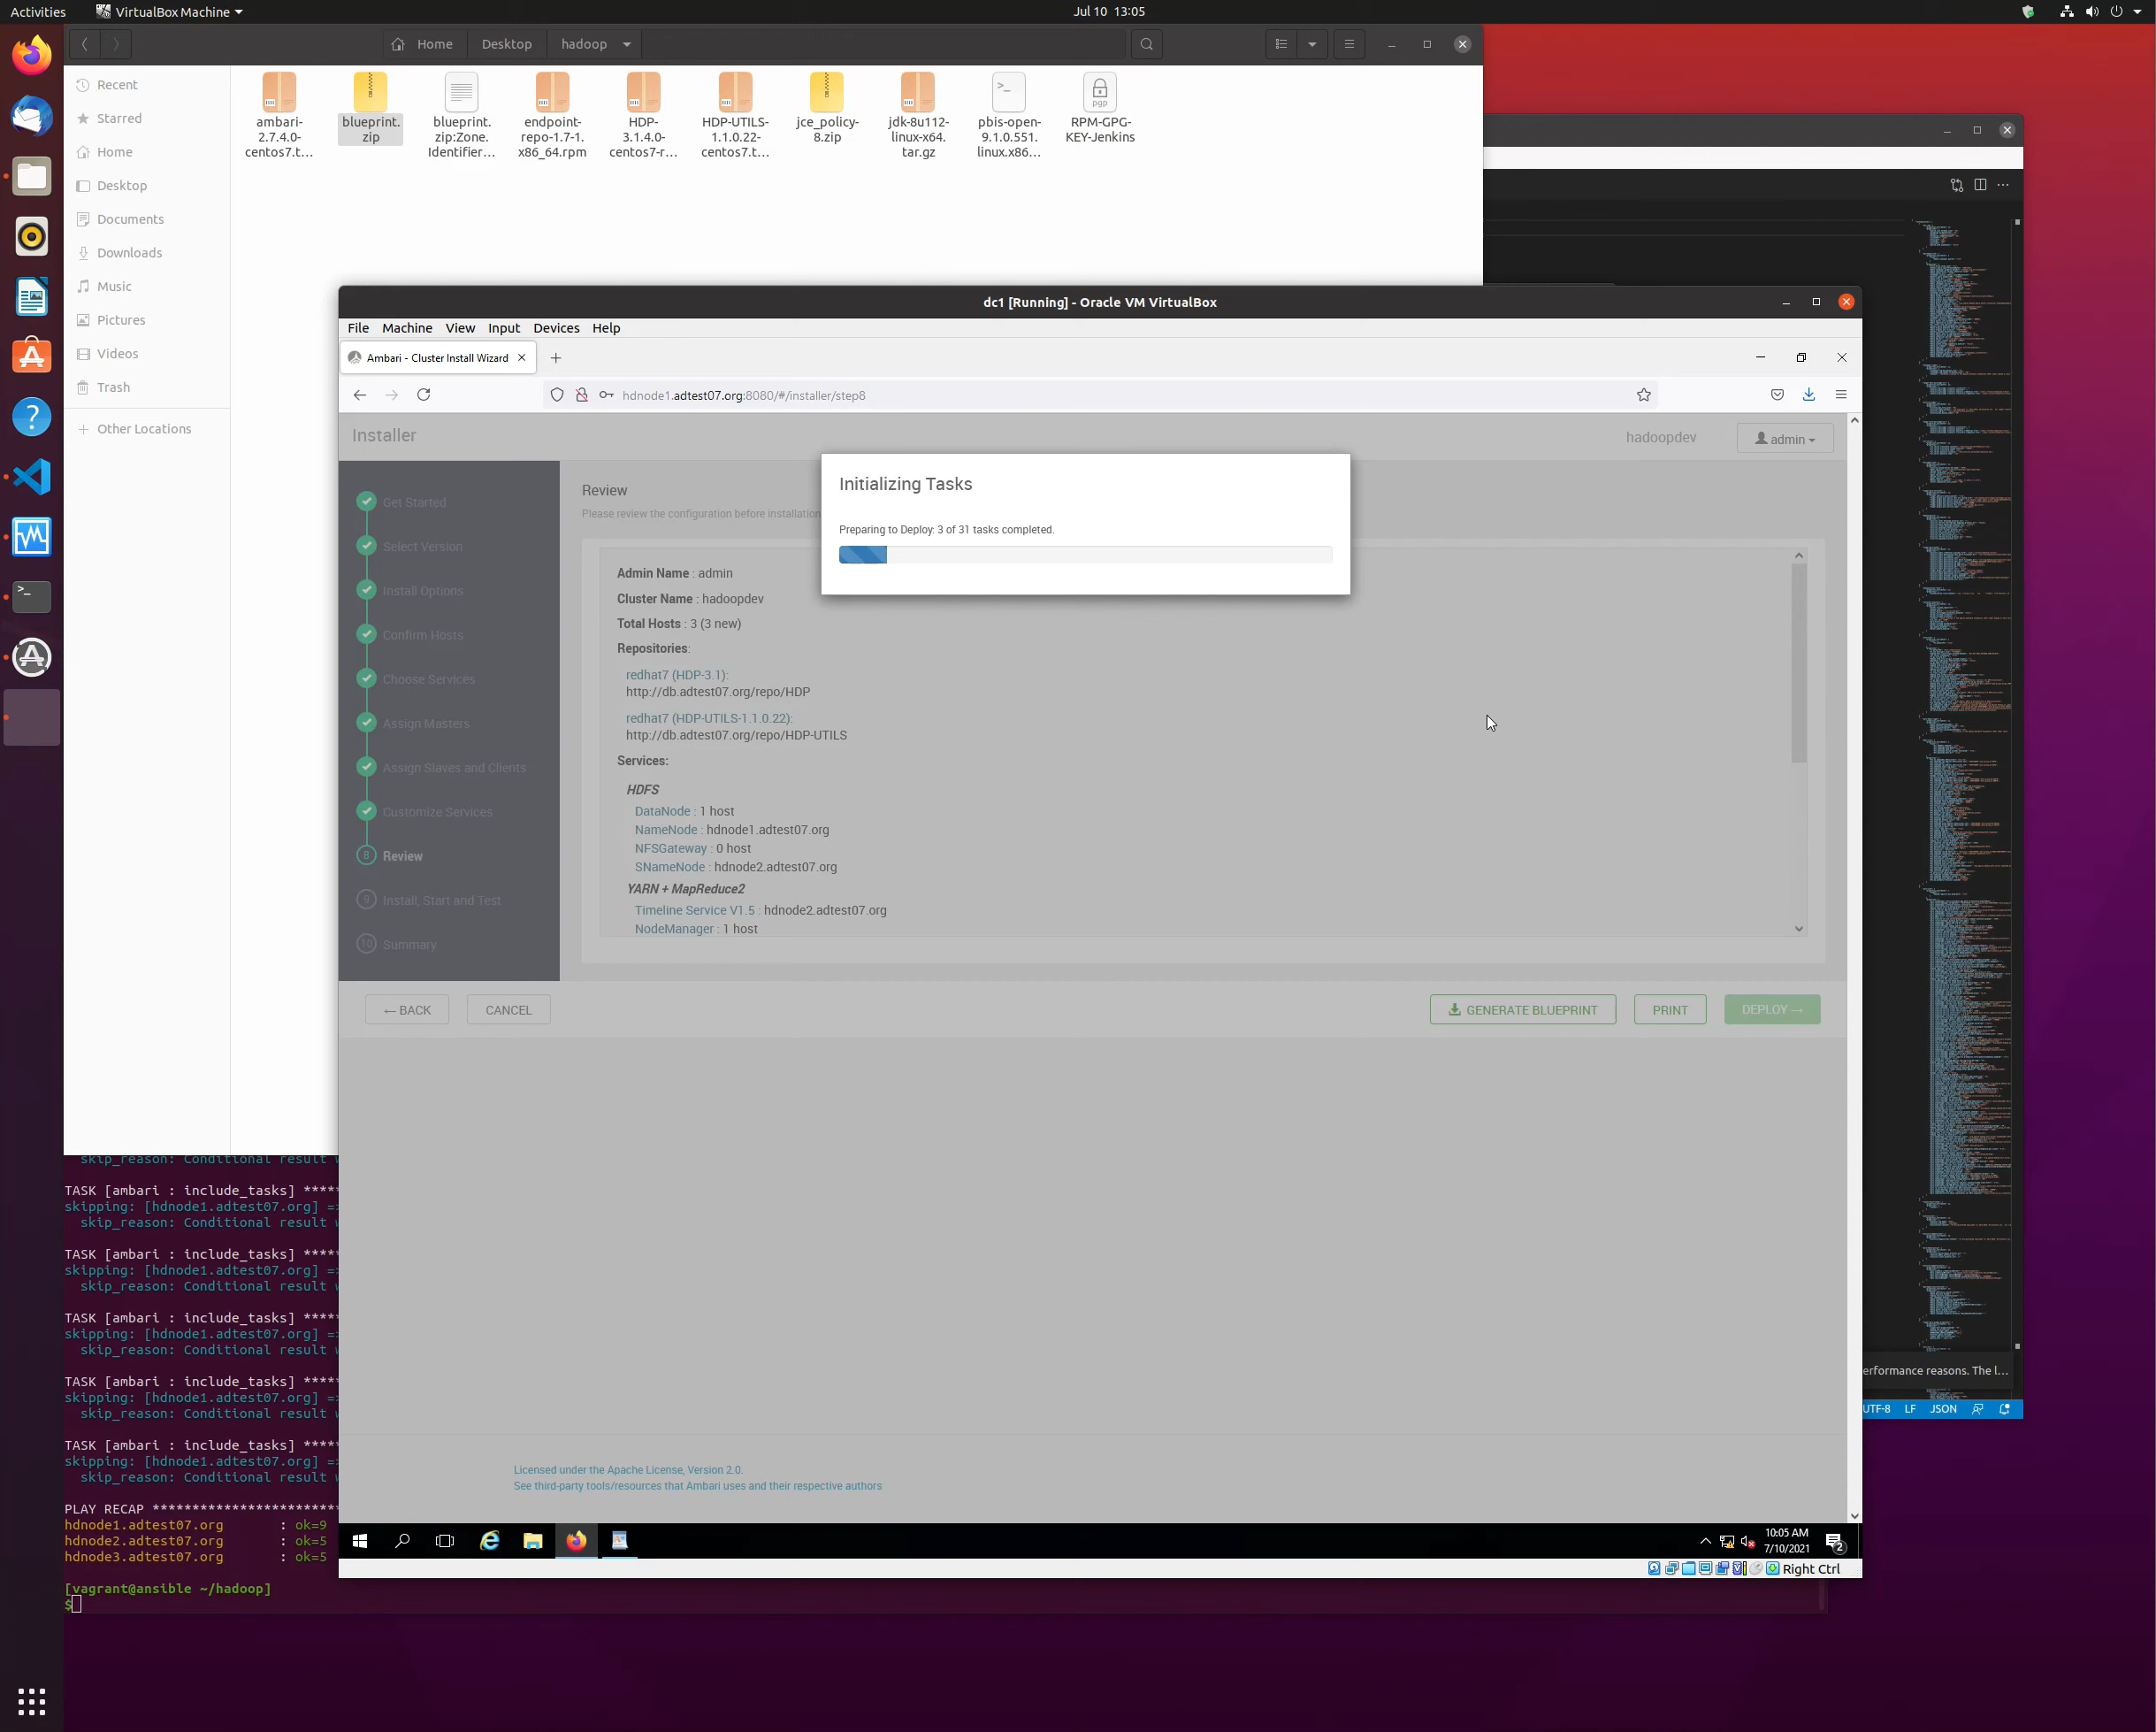 Activities
VirtualBox Machine
Jul 10 13:05
Home
Desktop
hadoop
Recent
Starred
Home
Desktop
Documents
Downloads
Music
Pictures
Videos
Trash
Other Locations
ambari-
2.7.4.0-
centos7.t...
blueprint.
zip
blueprint.
zip:Zone.
Identifier...
endpoint-
repo-1.7-1.
x86_64.rpm
HDP-
3.1.4.0-
centos7-r...
HDP-UTILS-
1.1.0.22-
centos7.t...
jce_policy-
8.zip
jdk-8u112-
linux-x64.
tar.gz
pbis-open-
9.1.0.551.
linux.x86...
pgp
RPM-GPG-
KEY-Jenkins
dc1 [Running] - Oracle VM VirtualBox
File Machine View Input Devices Help
Ambari - Cluster Install Wizard
hdnode1.adtest07.org:8080/#/installer/step8
Installer
hadoopdev
admin
Get Started
Select Version
Install Options
Confirm Hosts
Choose Services
Assign Masters
Assign Slaves and Clients
Customize Services
8 Review
9 Install, Start and Test
10 Summary
Review
Please review the configuration before installation
Initializing Tasks
Preparing to Deploy: 3 of 31 tasks completed.
Admin Name : admin
Cluster Name : hadoopdev
Total Hosts : 3 (3 new)
Repositories:
redhat7 (HDP-3.1):
http://db.adtest07.org/repo/HDP
redhat7 (HDP-UTILS-1.1.0.22):
http://db.adtest07.org/repo/HDP-UTILS
Services:
HDFS
DataNode : 1 host
NameNode : hdnode1.adtest07.org
NFSGateway : 0 host
SNameNode : hdnode2.adtest07.org
YARN + MapReduce2
Timeline Service V1.5 : hdnode2.adtest07.org
NodeManager : 1 host
← BACK
CANCEL
GENERATE BLUEPRINT
PRINT
DEPLOY →
Licensed under the Apache License, Version 2.0.
See third-party tools/resources that Ambari uses and their respective authors
10:05 AM
7/10/2021
2
Right Ctrl
erformance reasons. The l...
UTF-8 LF JSON
skip_reason: Conditional result
TASK [ambari : include_tasks] ****
skipping: [hdnode1.adtest07.org] =
skip_reason: Conditional result
TASK [ambari : include_tasks] ****
skipping: [hdnode1.adtest07.org] =
skip_reason: Conditional result
TASK [ambari : include_tasks] ****
skipping: [hdnode1.adtest07.org] =
skip_reason: Conditional result
TASK [ambari : include_tasks] ****
skipping: [hdnode1.adtest07.org] =
skip_reason: Conditional result
TASK [ambari : include_tasks] ****
skipping: [hdnode1.adtest07.org] =
skip_reason: Conditional result
PLAY RECAP ************************
hdnode1.adtest07.org : ok=9
hdnode2.adtest07.org : ok=5
hdnode3.adtest07.org : ok=5
[vagrant@ansible ~/hadoop]
$